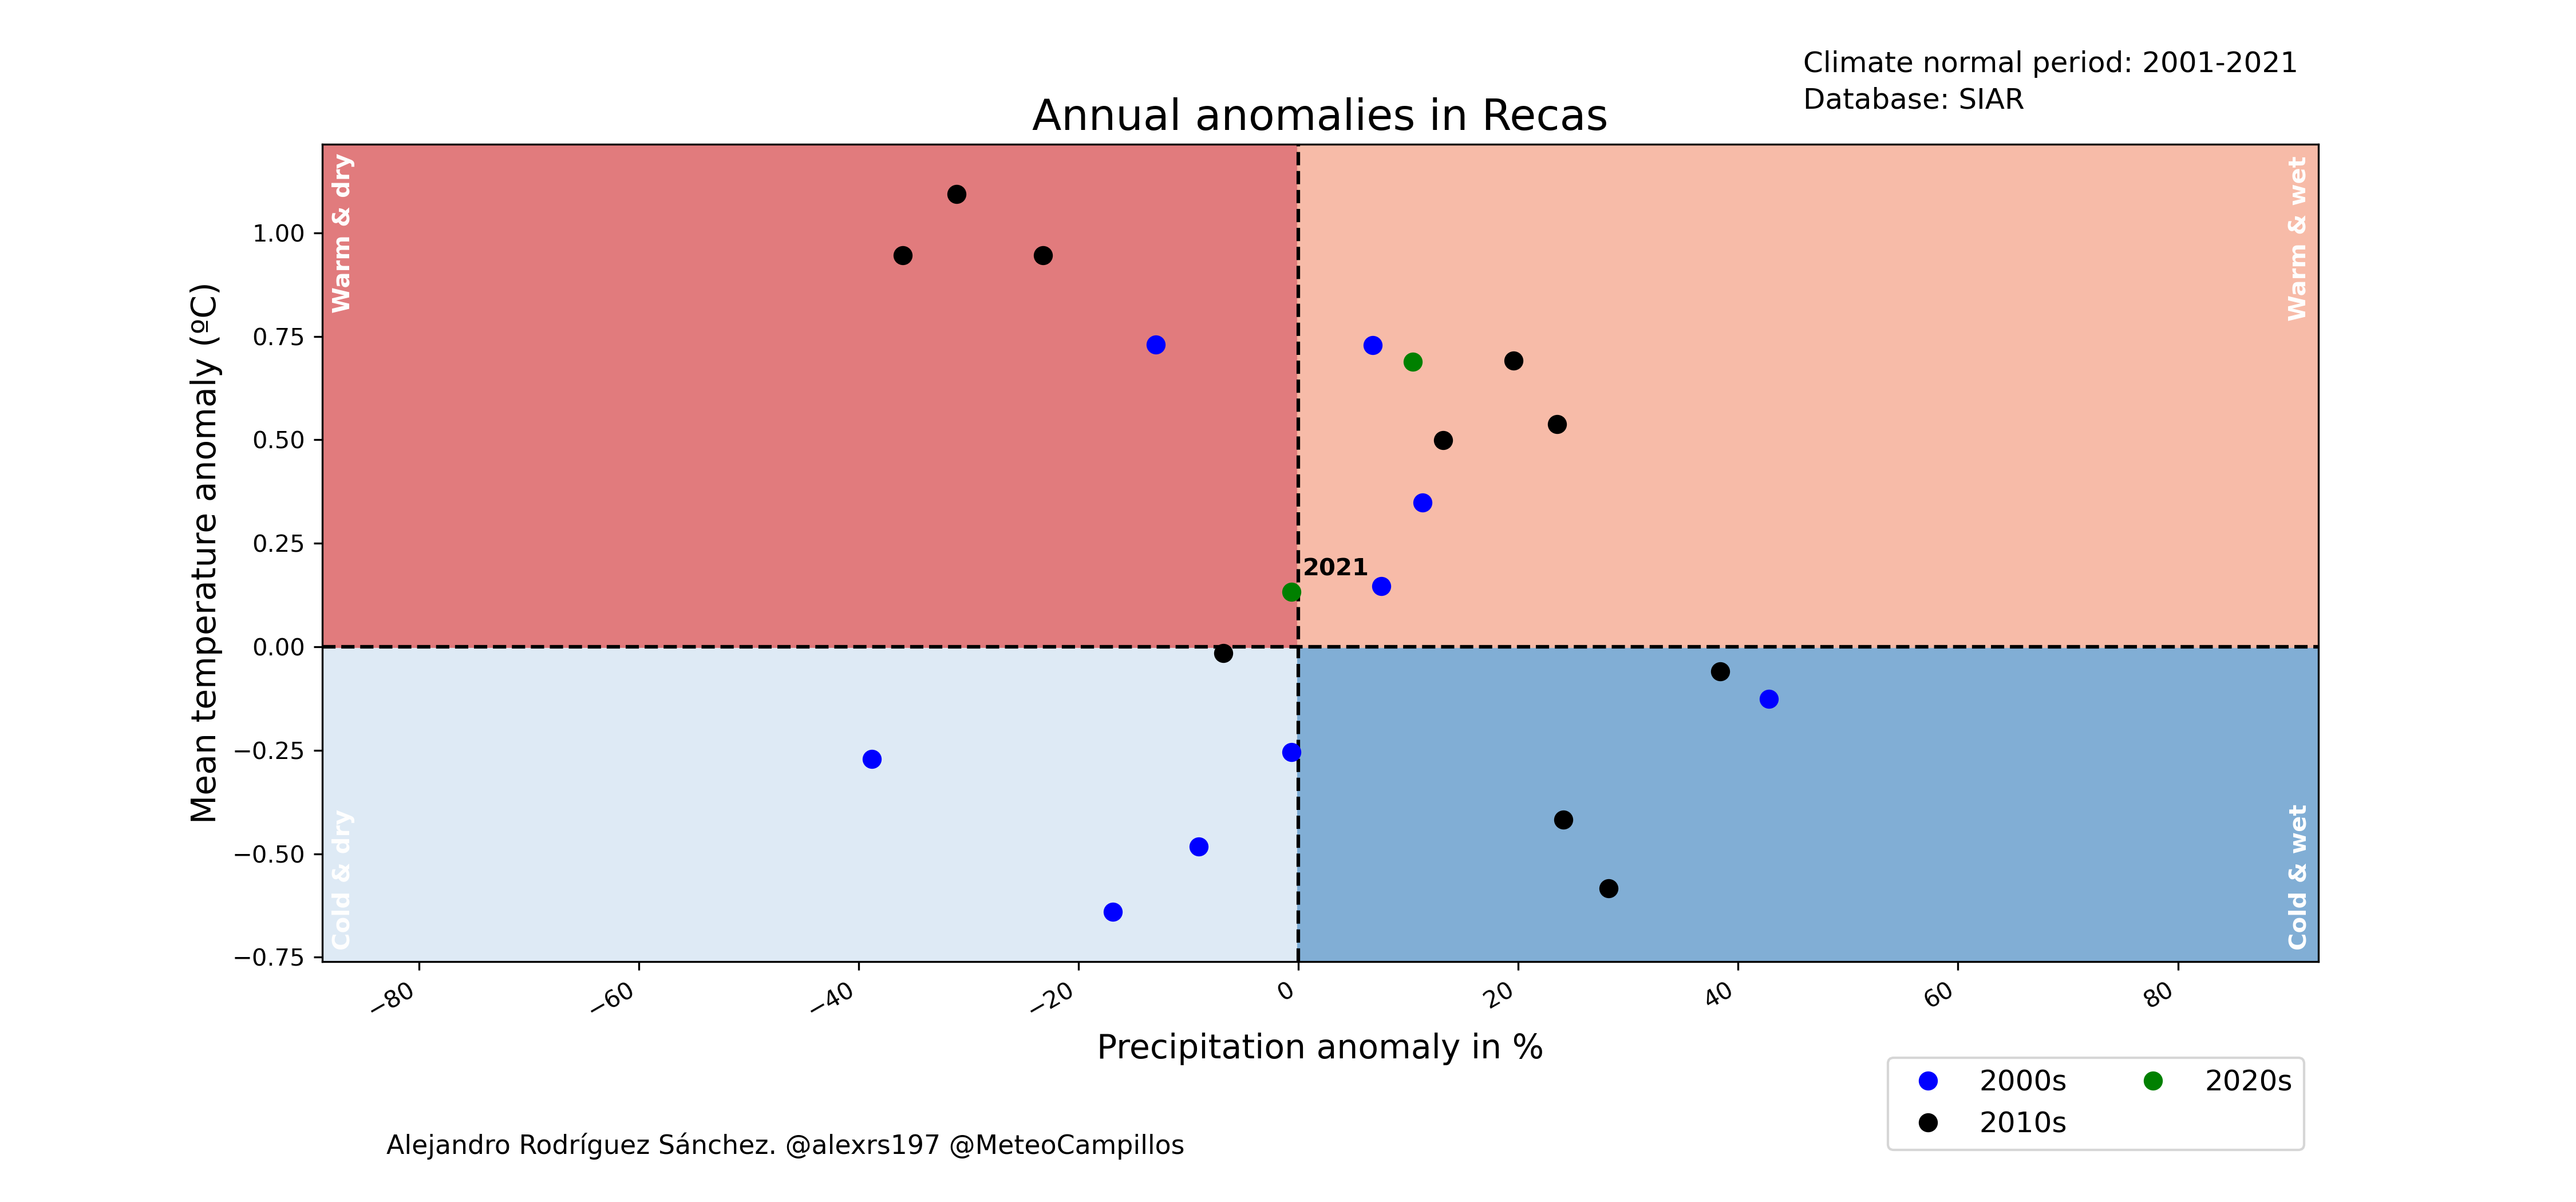 Climate normal period: 2001-2021
Database: SIAR
Annual anomalies in Recas
Warm & dry
Warm & wet
Mean temperature anomaly (ºC)
1.00
0.75
0.50
0.25
0.00
−0.25
−0.50
−0.75
2021
Cold & dry
Cold & wet
−80
−60
−40
−20
0
20
40
60
80
Precipitation anomaly in %
2000s
2010s
2020s
Alejandro Rodríguez Sánchez. @alexrs197 @MeteoCampillos